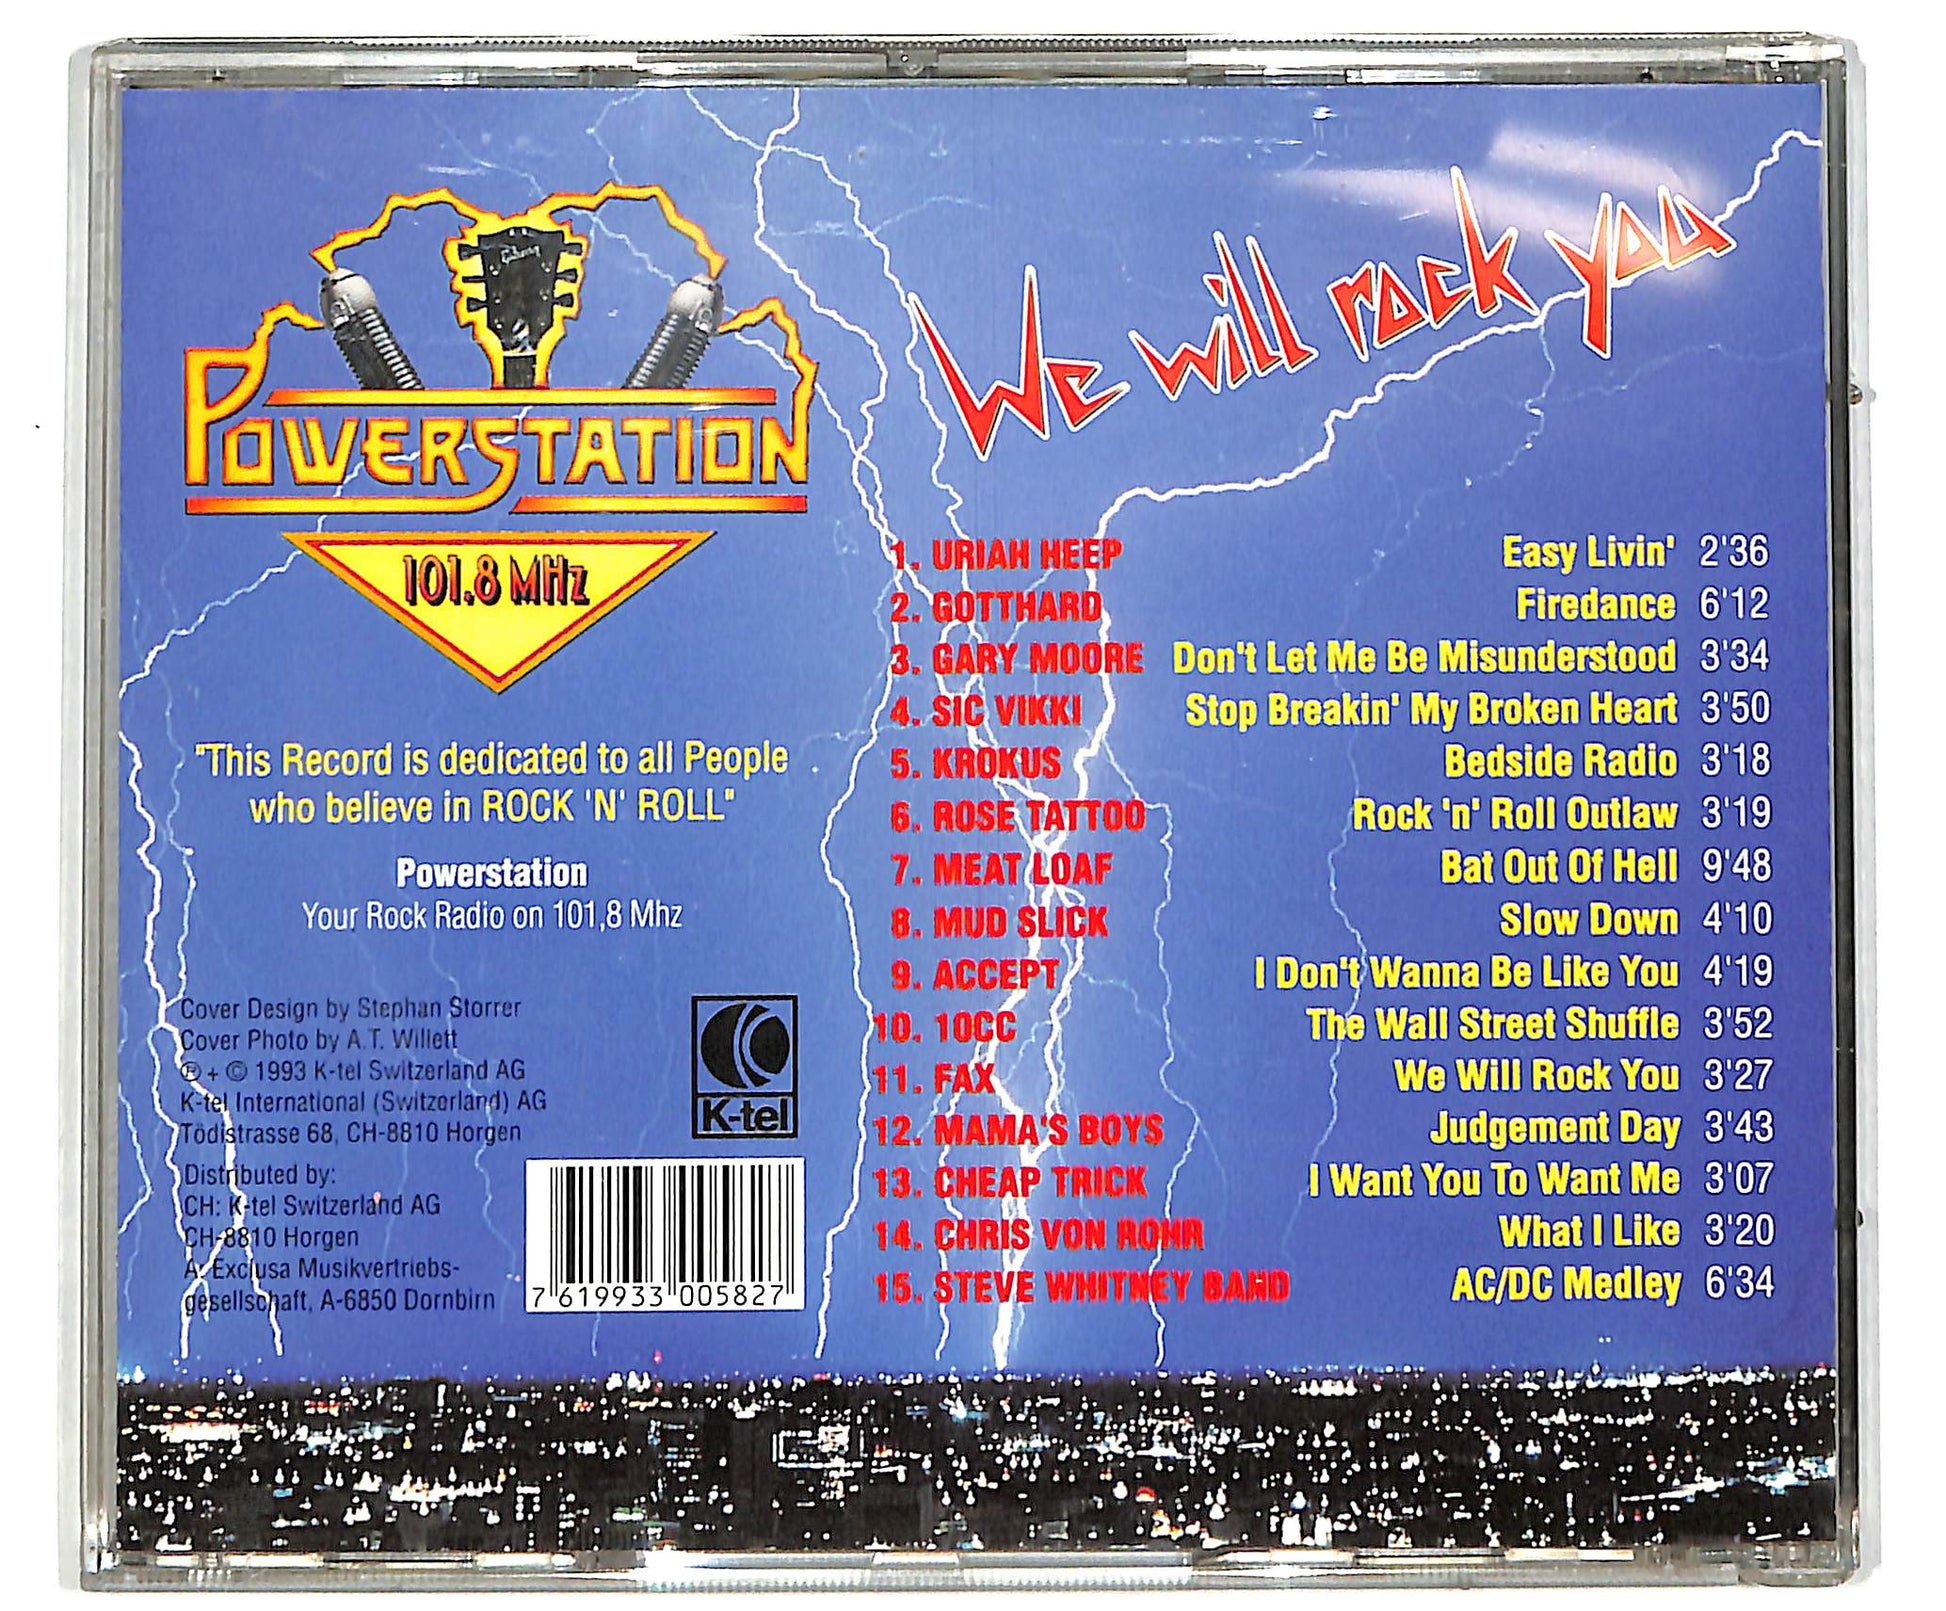 Gibson
POWERSTATION
101.8 MHz
"This Record is dedicated to all People
who believe in ROCK 'N' ROLL"
Powerstation
Your Rock Radio on 101,8 Mhz
Cover Design by Stephan Storrer
Cover Photo by A.T. Willett
℗ + © 1993 K-tel Switzerland AG
K-tel International (Switzerland) AG
Tödistrasse 68, CH-8810 Horgen
Distributed by:
CH: K-tel Switzerland AG
CH-8810 Horgen
A: Exclusa Musikvertriebs-
gesellschaft, A-6850 Dornbirn
K-tel
7 619933 005827
We will rock you
1. URIAH HEEP Easy Livin' 2'36
2. GOTTHARD Firedance 6'12
3. GARY MOORE Don't Let Me Be Misunderstood 3'34
4. SIC VIKKI Stop Breakin' My Broken Heart 3'50
5. KROKUS Bedside Radio 3'18
6. ROSE TATTOO Rock 'n' Roll Outlaw 3'19
7. MEAT LOAF Bat Out Of Hell 9'48
8. MUD SLICK Slow Down 4'10
9. ACCEPT I Don't Wanna Be Like You 4'19
10. 10CC The Wall Street Shuffle 3'52
11. FAX We Will Rock You 3'27
12. MAMA'S BOYS Judgement Day 3'43
13. CHEAP TRICK I Want You To Want Me 3'07
14. CHRIS VON ROHR What I Like 3'20
15. STEVE WHITNEY BAND AC/DC Medley 6'34